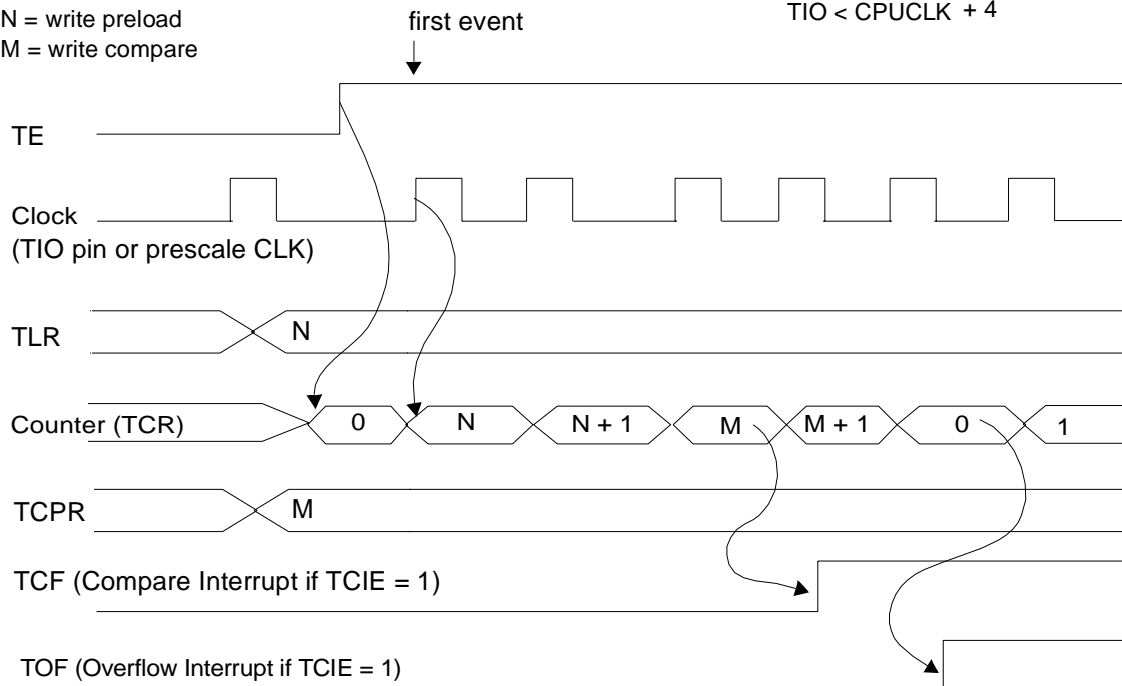 N = write preload
M = write compare
first event
TIO < CPUCLK + 4
TE
Clock
(TIO pin or prescale CLK)
TLR
N
Counter (TCR)
0
N
N + 1
M
M + 1
0
1
TCPR
M
TCF (Compare Interrupt if TCIE = 1)
TOF (Overflow Interrupt if TCIE = 1)